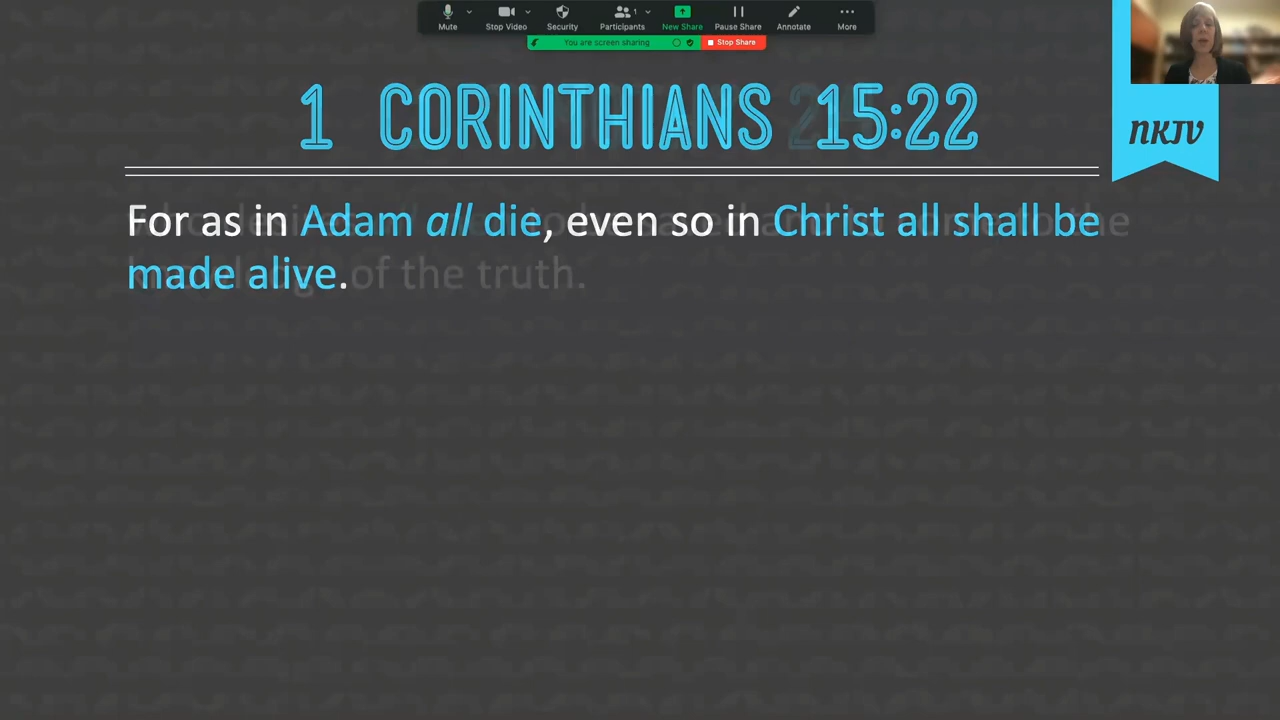 Mute
Stop Video
Security
1
Participants
New Share
Pause Share
Annotate
More
You are screen sharing
Stop Share
1 CORINTHIANS 15:22
NKJV
For as in Adam all die, even so in Christ all shall be
made alive.
of the truth.